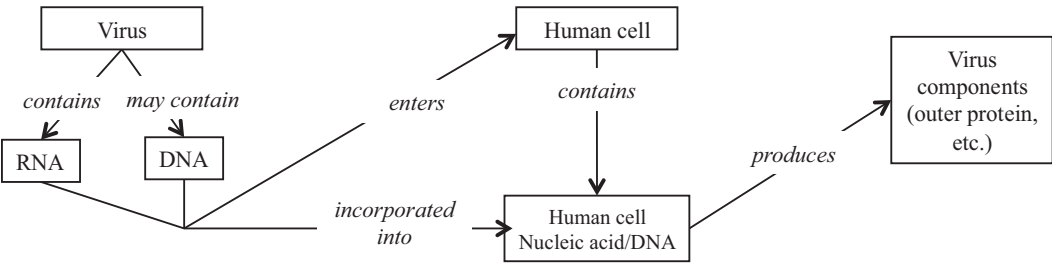 Virus
Human cell
Virus
components
(outer protein,
etc.)
contains
may contain
enters
contains
RNA
DNA
produces
incorporated
into
Human cell
Nucleic acid/DNA